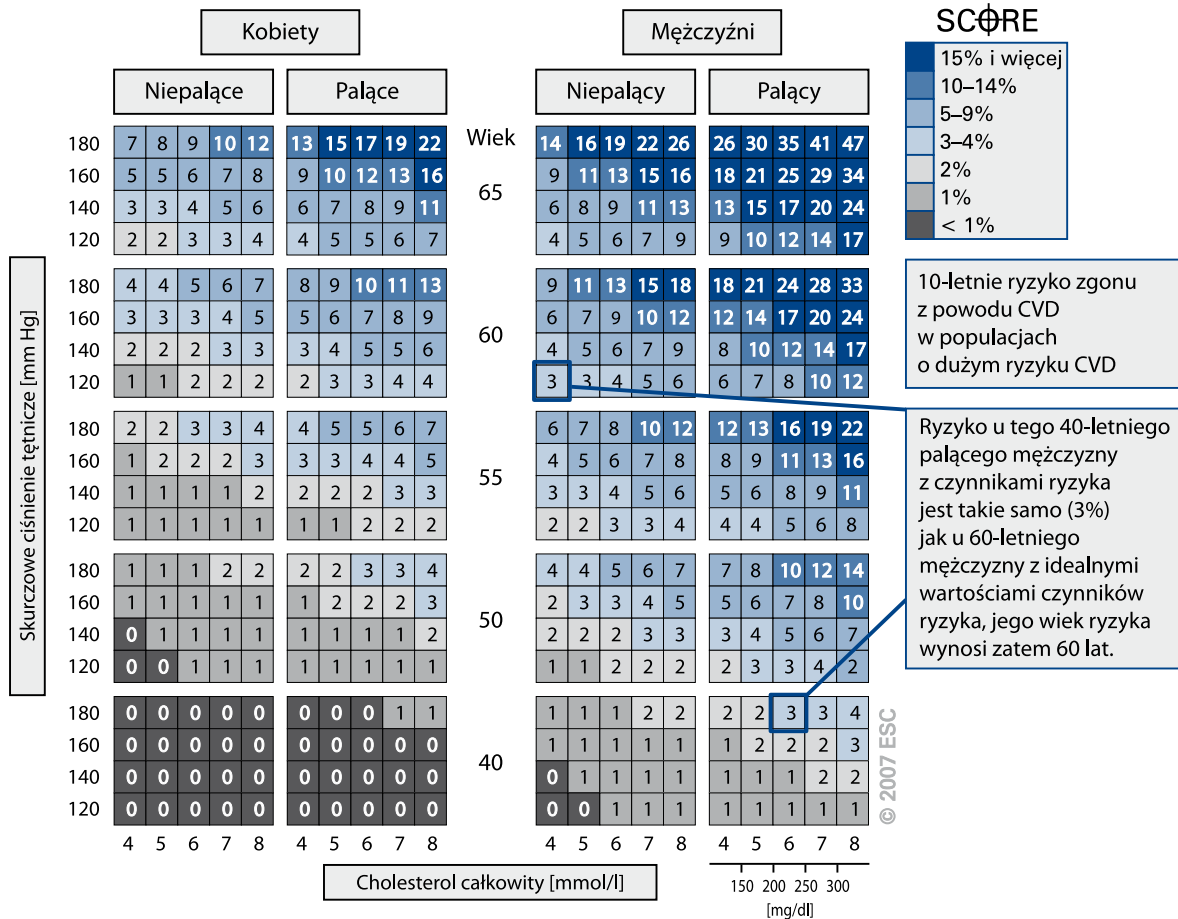 Kobiety Mężczyźni SCORE
Niepalące Palące Niepalący Palący
15% i więcej
10–14%
5–9%
3–4%
2%
1%
< 1%
Wiek
180 7 8 9 10 12 13 15 17 19 22 14 16 19 22 26 26 30 35 41 47
160 5 5 6 7 8 9 10 12 13 16 9 11 13 15 16 18 21 25 29 34
65
140 3 3 4 5 6 6 7 8 9 11 6 8 9 11 13 13 15 17 20 24
120 2 2 3 3 4 4 5 5 6 7 4 5 6 7 9 9 10 12 14 17
180 4 4 5 6 7 8 9 10 11 13 9 11 13 15 18 18 21 24 28 33
160 3 3 3 4 5 5 6 7 8 9 6 7 9 10 12 12 14 17 20 24
60
140 2 2 2 3 3 3 4 5 5 6 4 5 6 7 9 8 10 12 14 17
120 1 1 2 2 2 2 3 3 4 4 3 3 4 5 6 6 7 8 10 12
180 2 2 3 3 4 4 5 5 6 7 6 7 8 10 12 12 13 16 19 22
160 1 2 2 2 3 3 3 4 4 5 4 5 6 7 8 8 9 11 13 16
55
140 1 1 1 1 2 2 2 2 3 3 3 3 4 5 6 5 6 8 9 11
120 1 1 1 1 1 1 1 2 2 2 2 2 3 3 4 4 4 5 6 8
180 1 1 1 2 2 2 2 3 3 4 4 4 5 6 7 7 8 10 12 14
160 1 1 1 1 1 1 2 2 2 3 2 3 3 4 5 5 6 7 8 10
50
140 0 1 1 1 1 1 1 1 1 2 2 2 2 3 3 3 4 5 6 7
120 0 0 1 1 1 1 1 1 1 1 1 1 2 2 2 2 3 3 4 2
180 0 0 0 0 0 0 0 0 1 1 1 1 1 2 2 2 2 3 3 4
160 0 0 0 0 0 0 0 0 0 0 1 1 1 1 1 1 2 2 2 3
40
140 0 0 0 0 0 0 0 0 0 0 0 1 1 1 1 1 1 1 2 2
120 0 0 0 0 0 0 0 0 0 0 0 0 1 1 1 1 1 1 1 1
4 5 6 7 8 4 5 6 7 8 4 5 6 7 8 4 5 6 7 8
Skurczowe ciśnienie tętnicze [mm Hg]
Cholesterol całkowity [mmol/l]
150 200 250 300
[mg/dl]
10-letnie ryzyko zgonu
z powodu CVD
w populacjach
o dużym ryzyku CVD
Ryzyko u tego 40-letniego
palącego mężczyzny
z czynnikami ryzyka
jest takie samo (3%)
jak u 60-letniego
mężczyzny z idealnymi
wartościami czynników
ryzyka, jego wiek ryzyka
wynosi zatem 60 lat.
© 2007 ESC